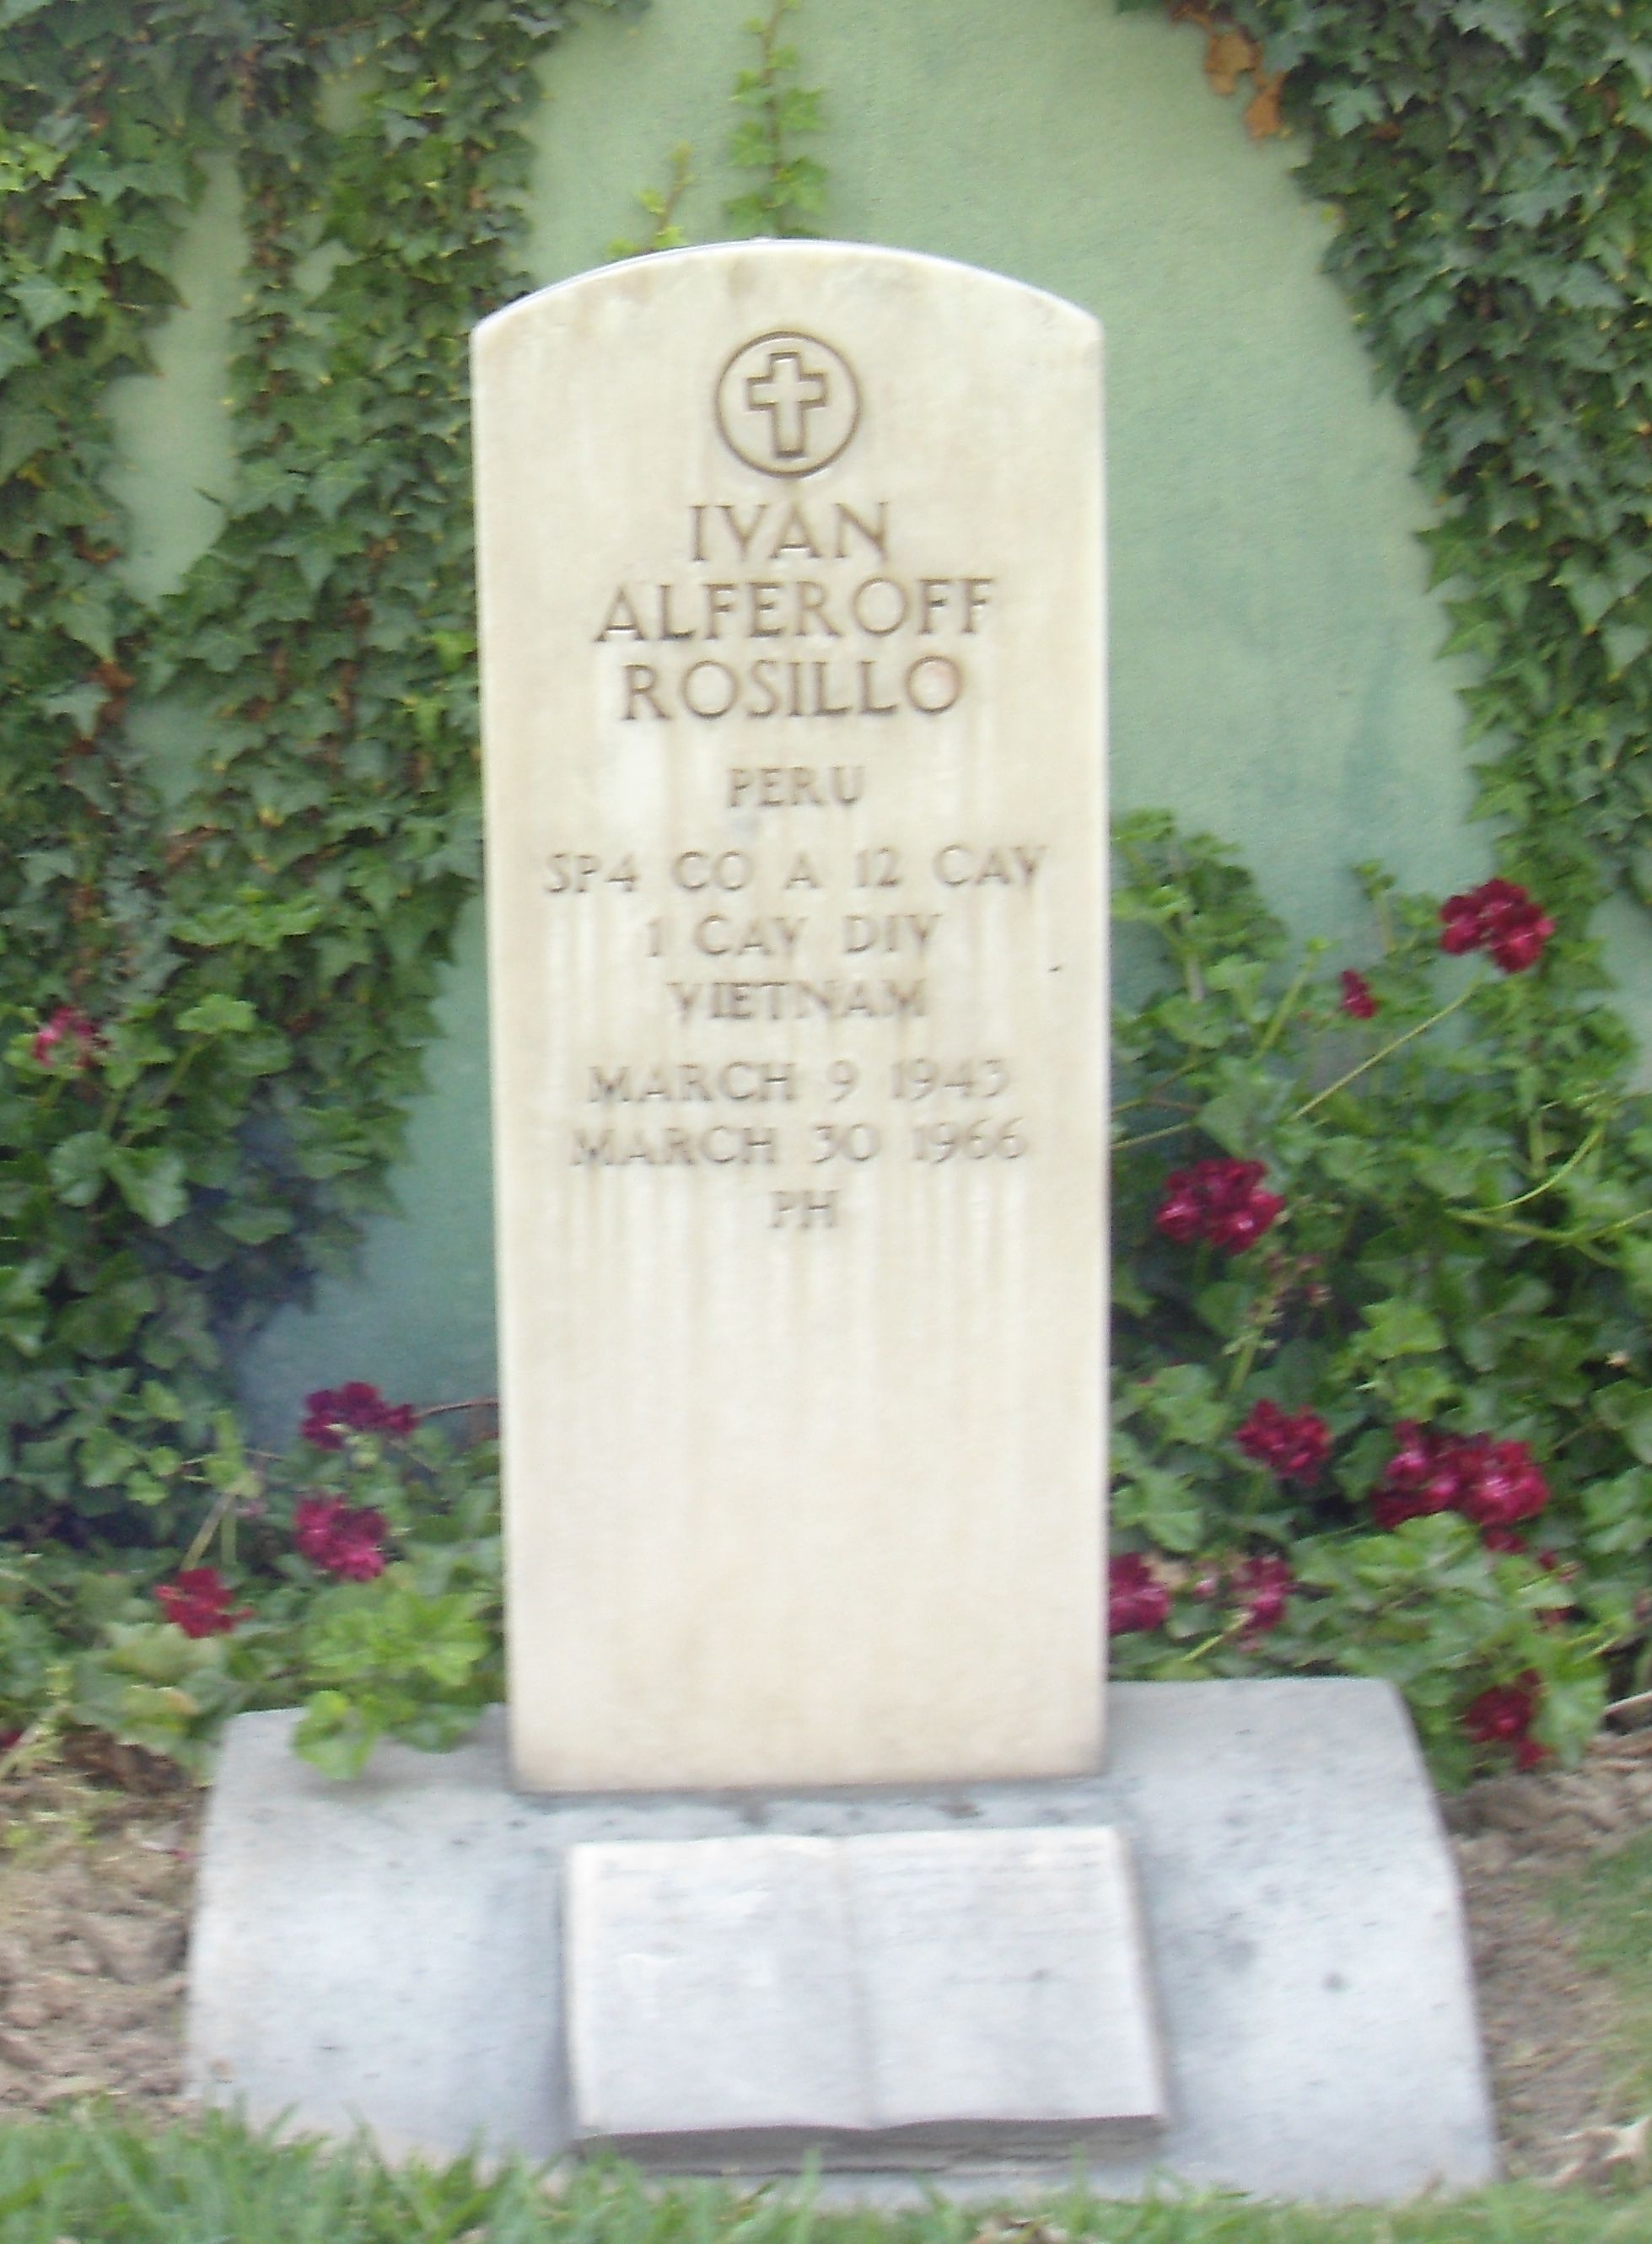 IVAN
ALFEROFF
ROSILLO
PERU
SP4 CO A 12 CAV
1 CAV DIV
VIETNAM
MARCH 9 1943
MARCH 30 1966
PH